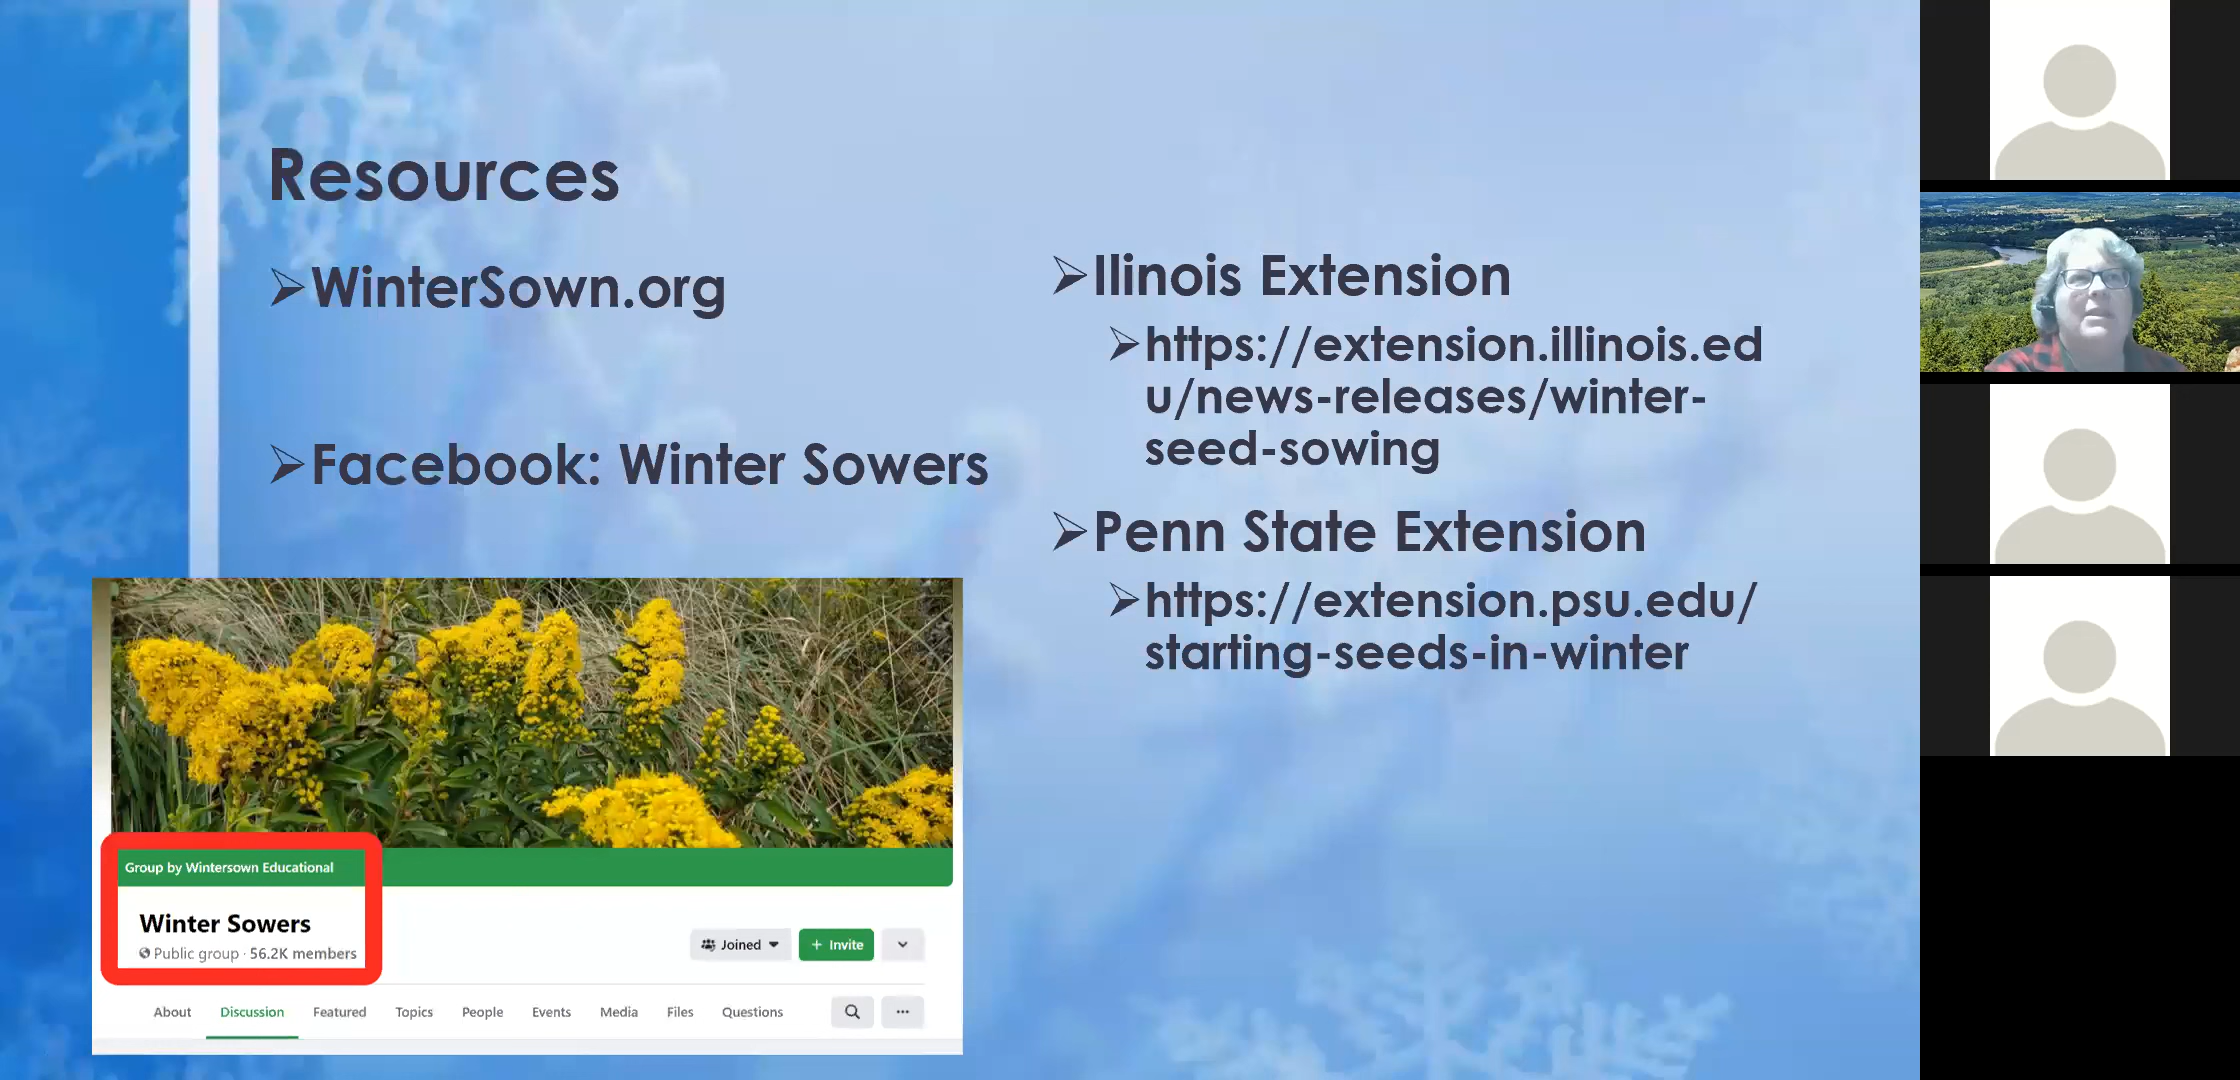 Resources
➢WinterSown.org
➢Facebook: Winter Sowers
➢Ilinois Extension
➢https://extension.illinois.ed
u/news-releases/winter-
seed-sowing
➢Penn State Extension
➢https://extension.psu.edu/
starting-seeds-in-winter
Group by Wintersown Educational
Winter Sowers
Public group · 56.2K members
Joined
+ Invite
About Discussion Featured Topics People Events Media Files Questions